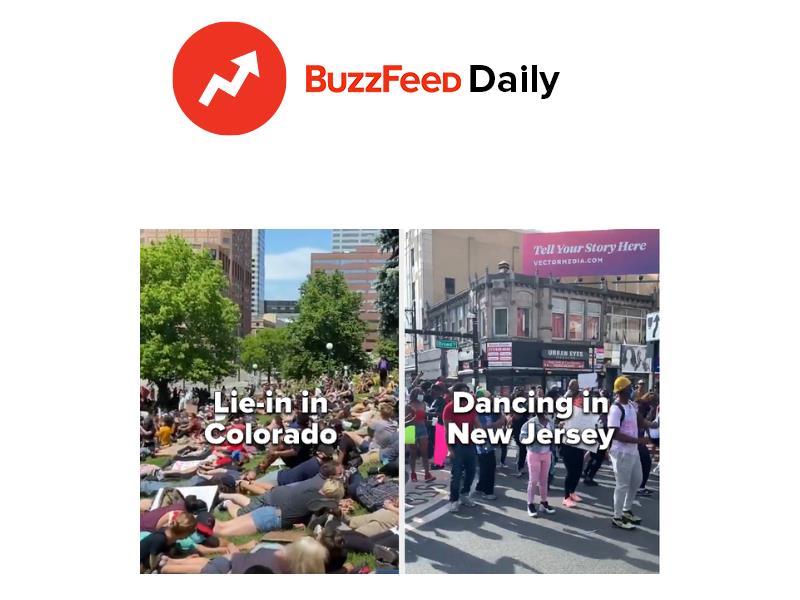 BuzzFeed Daily
Tell Your Story Here
VECTORMEDIA.COM
URBAN EYES
Lie-in in
Colorado
Dancing in
New Jersey